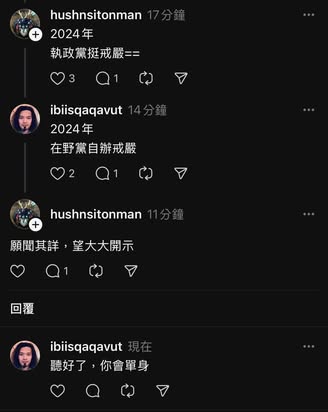 hushnsitonman 17分鐘
2024年
執政黨挺戒嚴==
3 1
ibiisqaqavut 14分鐘
2024年
在野黨自辦戒嚴
2 1
hushnsitonman 11分鐘
願聞其詳，望大大開示
1
回覆
ibiisqaqavut 現在
聽好了，你會單身